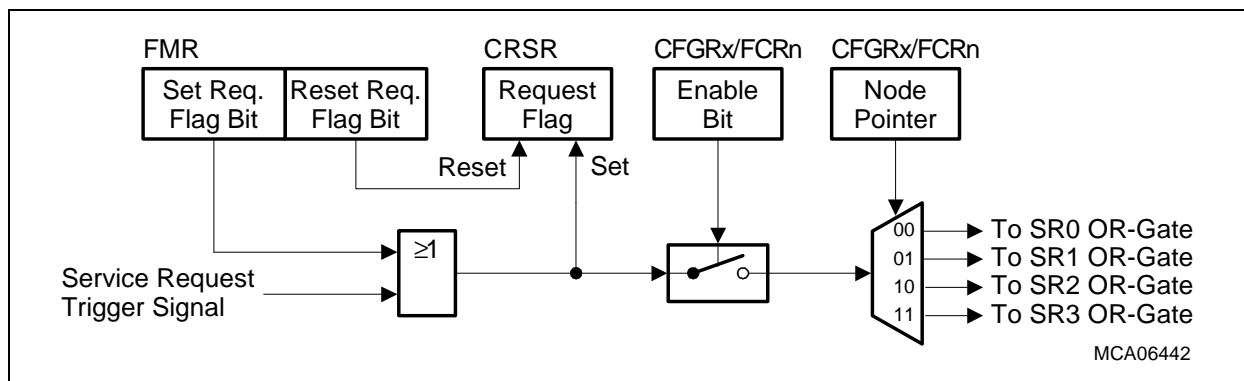 FMR
CRSR
CFGRx/FCRn
CFGRx/FCRn
Set Req.
Flag Bit
Reset Req.
Flag Bit
Request
Flag
Enable
Bit
Node
Pointer
Reset
Set
≥1
Service Request
Trigger Signal
00
01
10
11
To SR0 OR-Gate
To SR1 OR-Gate
To SR2 OR-Gate
To SR3 OR-Gate
MCA06442